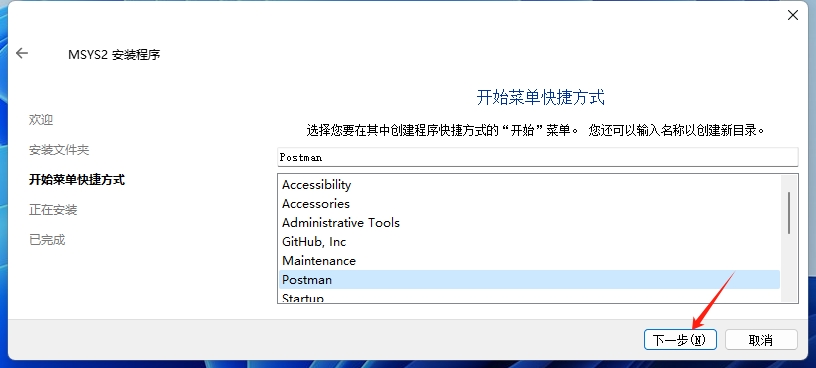 MSYS2 安装程序
开始菜单快捷方式
选择您要在其中创建程序快捷方式的“开始”菜单。 您还可以输入名称以创建新目录。
欢迎
安装文件夹
开始菜单快捷方式
正在安装
已完成
Postman
Accessibility
Accessories
Administrative Tools
GitHub, Inc
Maintenance
Postman
Startup
下一步(N)
取消